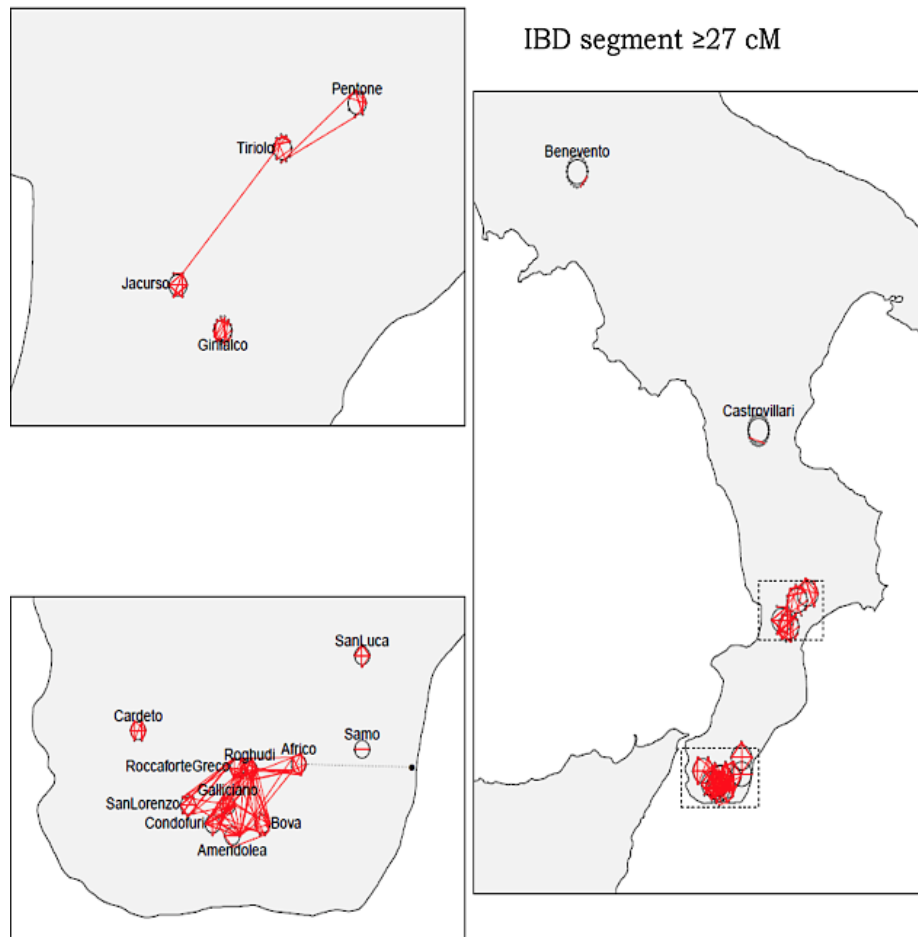 IBD segment ≥27 cM
Pentone
Tiriolo
Jacurso
Girifalco
Benevento
Castrovillari
SanLuca
Cardeto
Samo
Africo
Roghudi
RoccaforteGreco
Galliciano
SanLorenzo
Condofuri
Bova
Amendolea